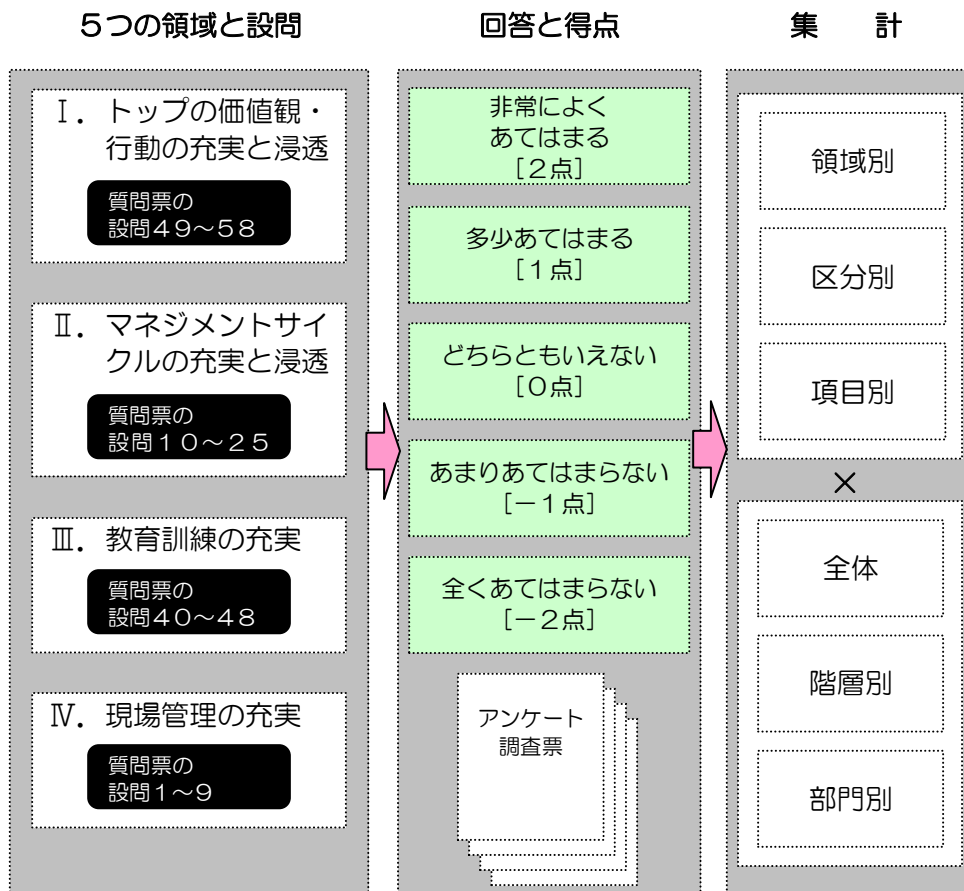 ５つの領域と設問
Ⅰ．トップの価値観・
行動の充実と浸透
質問票の
設問４９～５８
Ⅱ．マネジメントサイ
クルの充実と浸透
質問票の
設問１０～２５
Ⅲ．教育訓練の充実
質問票の
設問４０～４８
Ⅳ．現場管理の充実
質問票の
設問１～９
回答と得点
非常によく
あてはまる
［２点］
多少あてはまる
［１点］
どちらともいえない
［０点］
あまりあてはまらない
［－１点］
全くあてはまらない
［－２点］
アンケート
調査票
集　計
領域別
区分別
項目別
×
全体
階層別
部門別